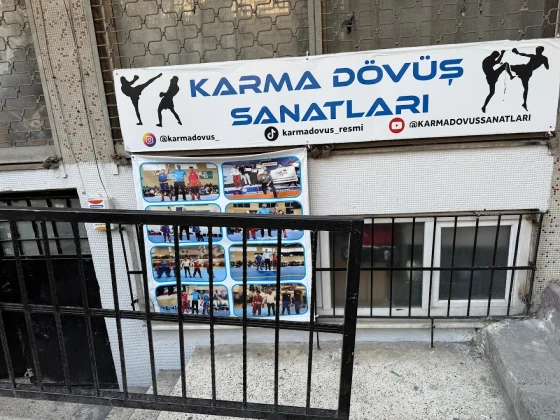 KARMA DÖVÜŞ
SANATLARI
@karmadovus_
karmadovus_resmi
@KARMADOVUSSANATLARI